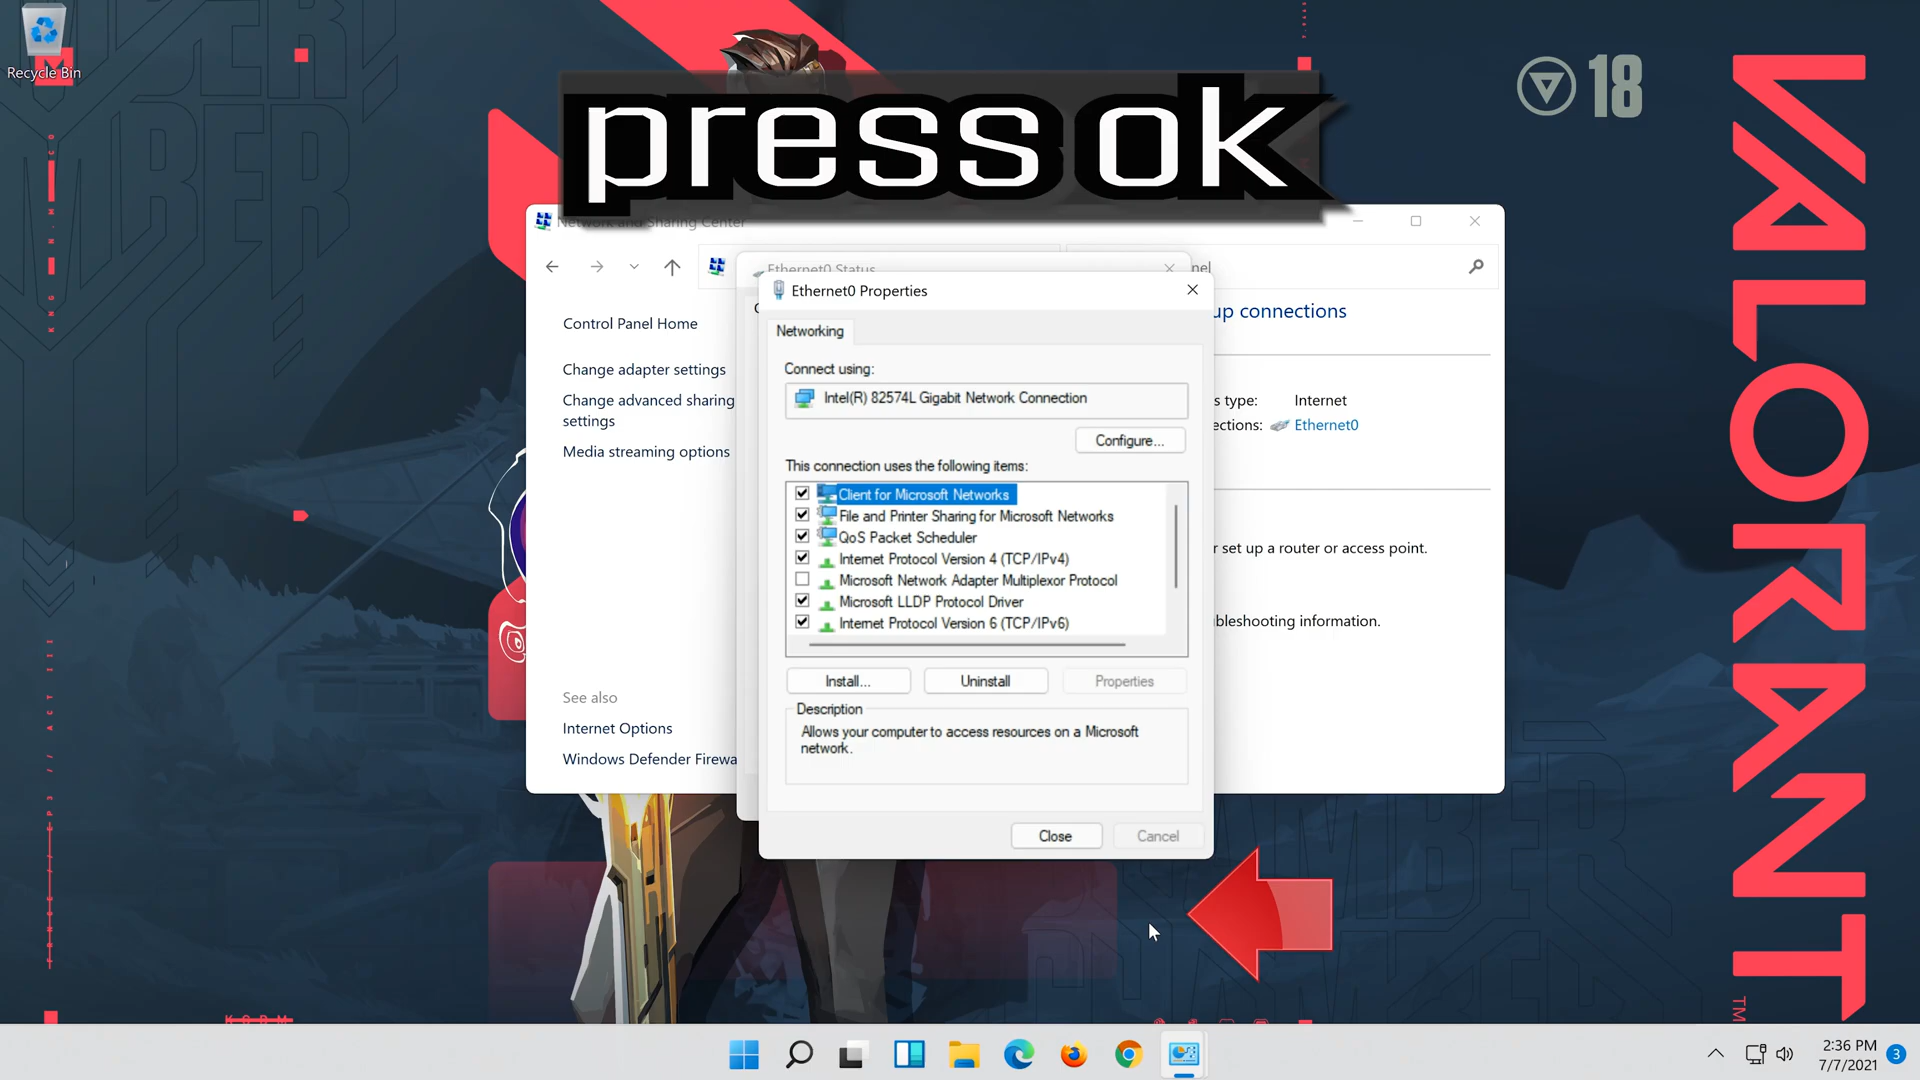 Recycle Bin
press ok
18
VALORANT
TM
Network and Sharing Center
Ethernet0 Status
nel
Ethernet0 Properties
Networking
Connect using:
Intel(R) 82574L Gigabit Network Connection
Configure...
This connection uses the following items:
Client for Microsoft Networks
File and Printer Sharing for Microsoft Networks
QoS Packet Scheduler
Internet Protocol Version 4 (TCP/IPv4)
Microsoft Network Adapter Multiplexor Protocol
Microsoft LLDP Protocol Driver
Internet Protocol Version 6 (TCP/IPv6)
Install...
Uninstall
Properties
Description
Allows your computer to access resources on a Microsoft
network.
Close
Cancel
Control Panel Home
Change adapter settings
Change advanced sharing
settings
Media streaming options
See also
Internet Options
Windows Defender Firewa
up connections
s type: Internet
ections: Ethernet0
r set up a router or access point.
bleshooting information.
2:36 PM
7/7/2021
3